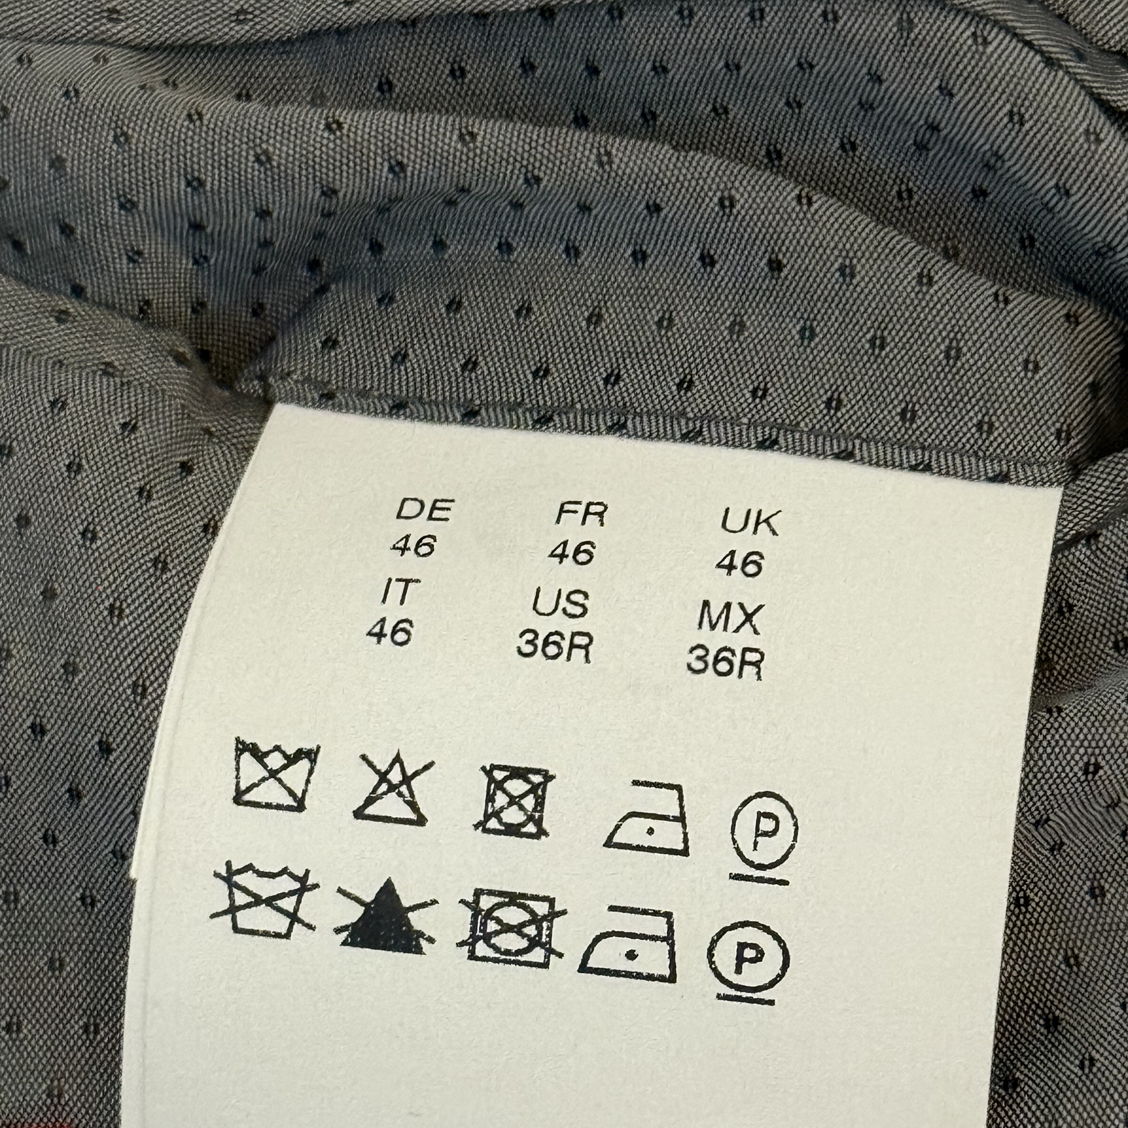 DE FR UK
46 46 46
IT US MX
46 36R 36R
P
P